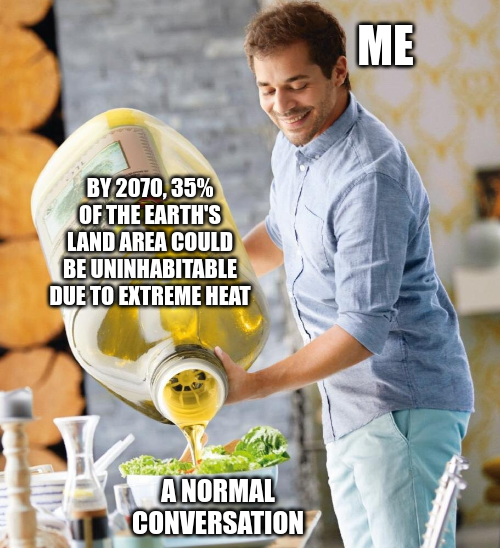 ME
BY 2070, 35%
OF THE EARTH'S
LAND AREA COULD
BE UNINHABITABLE
DUE TO EXTREME HEAT
A NORMAL
CONVERSATION